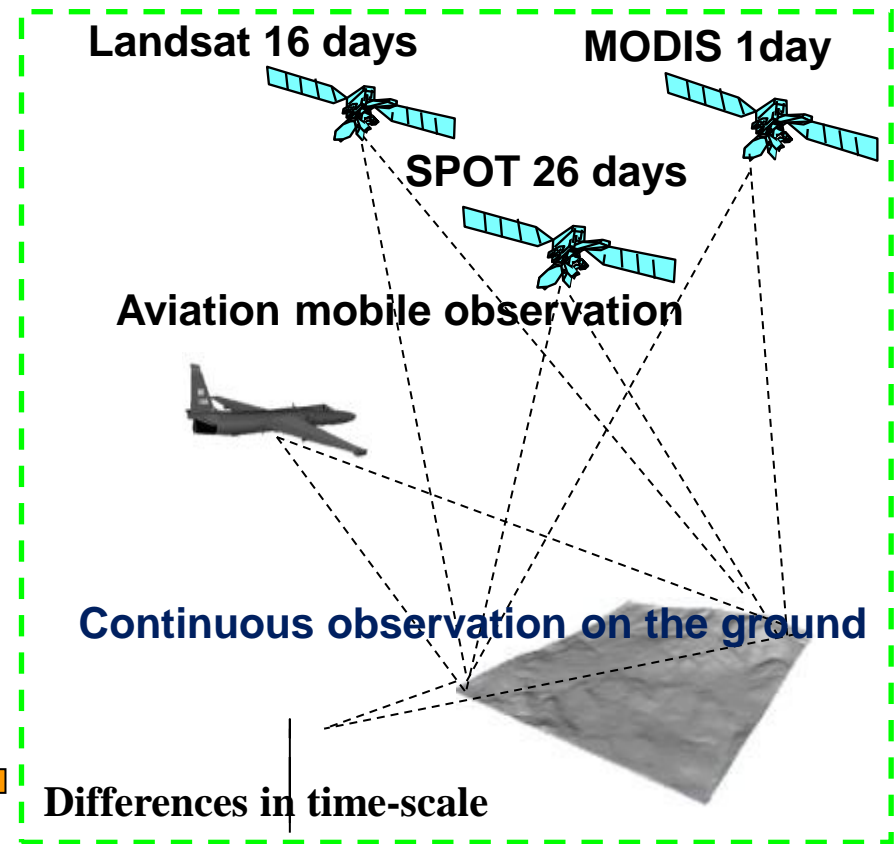 Landsat 16 days
MODIS 1day
SPOT 26 days
Aviation mobile observation
Continuous observation on the ground
Differences in time-scale